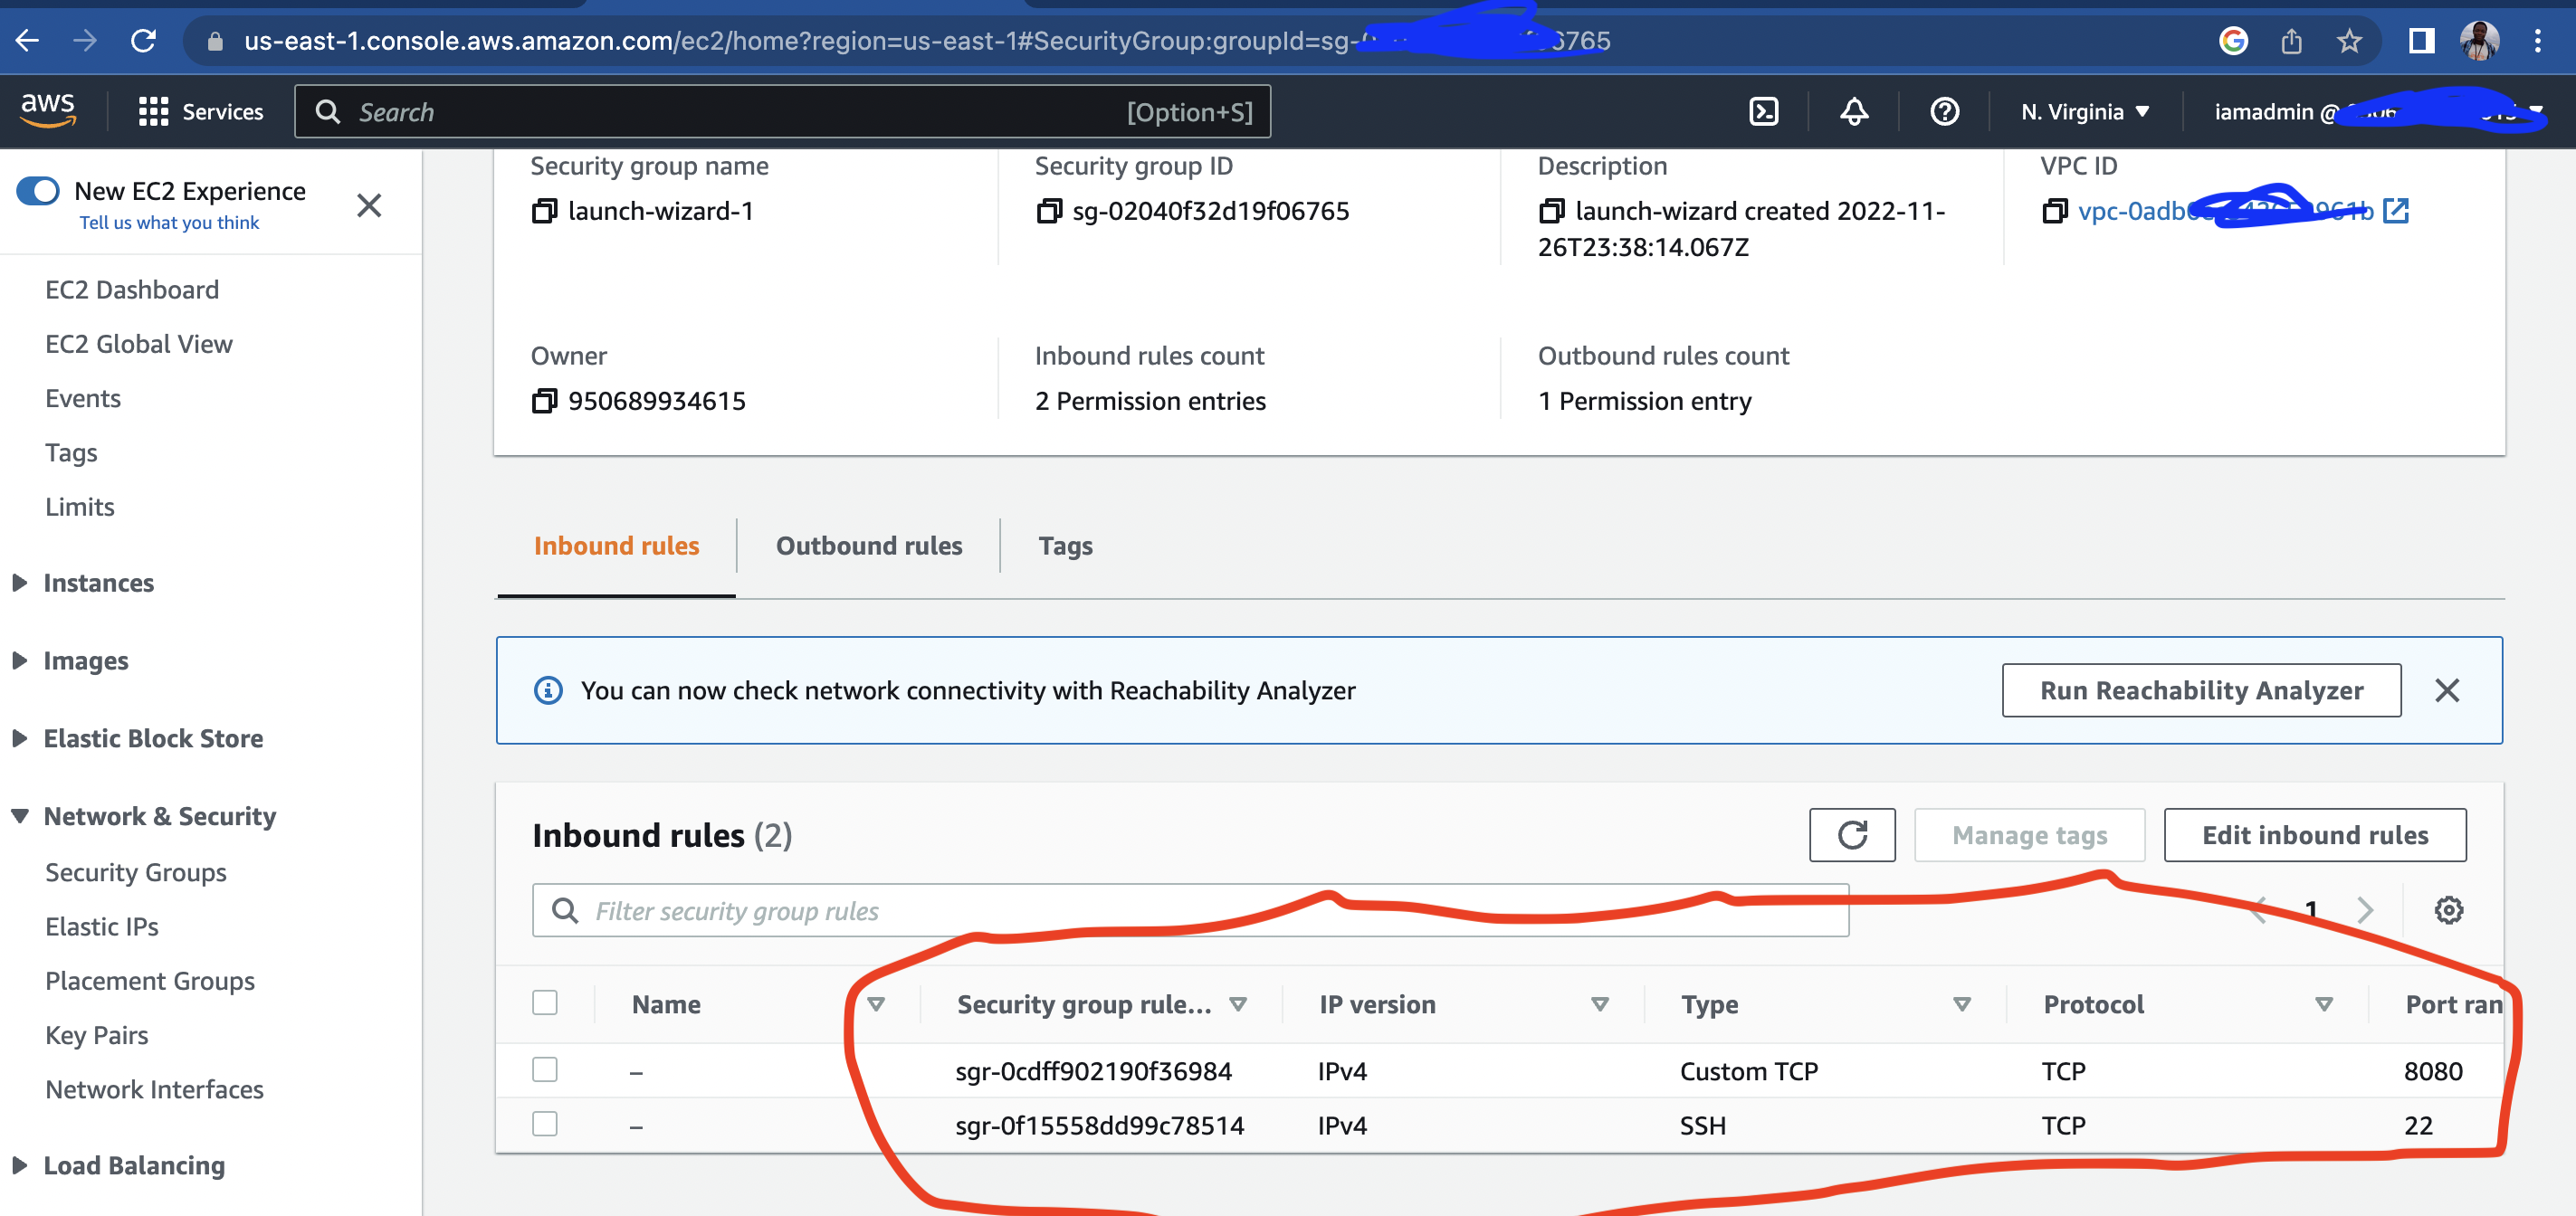 us-east-1.console.aws.amazon.com/ec2/home?region=us-east-1#SecurityGroup:groupId=sg-
aws Services Search [Option+S] N. Virginia iamadmin @
New EC2 Experience
Tell us what you think
EC2 Dashboard
EC2 Global View
Events
Tags
Limits
Instances
Images
Elastic Block Store
Network & Security
Security Groups
Elastic IPs
Placement Groups
Key Pairs
Network Interfaces
Load Balancing
Security group name
launch-wizard-1
Security group ID
sg-02040f32d19f06765
Description
launch-wizard created 2022-11-
26T23:38:14.067Z
VPC ID
Owner
950689934615
Inbound rules count
2 Permission entries
Outbound rules count
1 Permission entry
Inbound rules Outbound rules Tags
You can now check network connectivity with Reachability Analyzer Run Reachability Analyzer
Inbound rules (2) Manage tags Edit inbound rules
Filter security group rules 1
Name Security group rule... IP version Type Protocol Port ran
– sgr-0cdff902190f36984 IPv4 Custom TCP TCP 8080
– sgr-0f15558dd99c78514 IPv4 SSH TCP 22